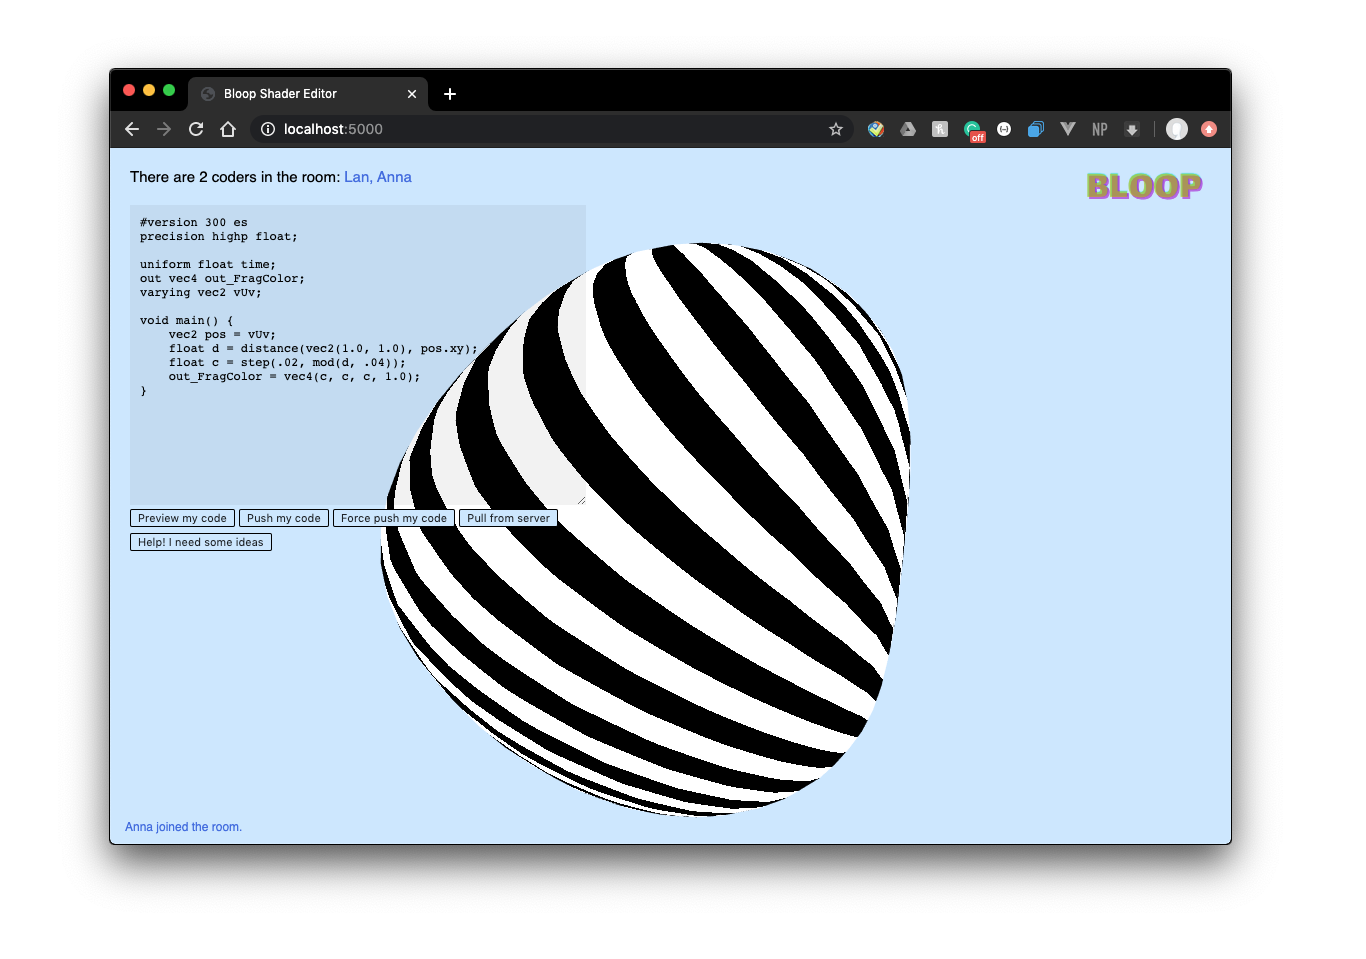 Bloop Shader Editor
localhost:5000
off
NP
There are 2 coders in the room: Lan, Anna
BLOOP
#version 300 es
precision highp float;
uniform float time;
out vec4 out_FragColor;
varying vec2 vUv;
void main() {
vec2 pos = vUv;
float d = distance(vec2(1.0, 1.0), pos.xy);
float c = step(.02, mod(d, .04));
out_FragColor = vec4(c, c, c, 1.0);
}
Preview my code
Push my code
Force push my code
Pull from server
Help! I need some ideas
Anna joined the room.